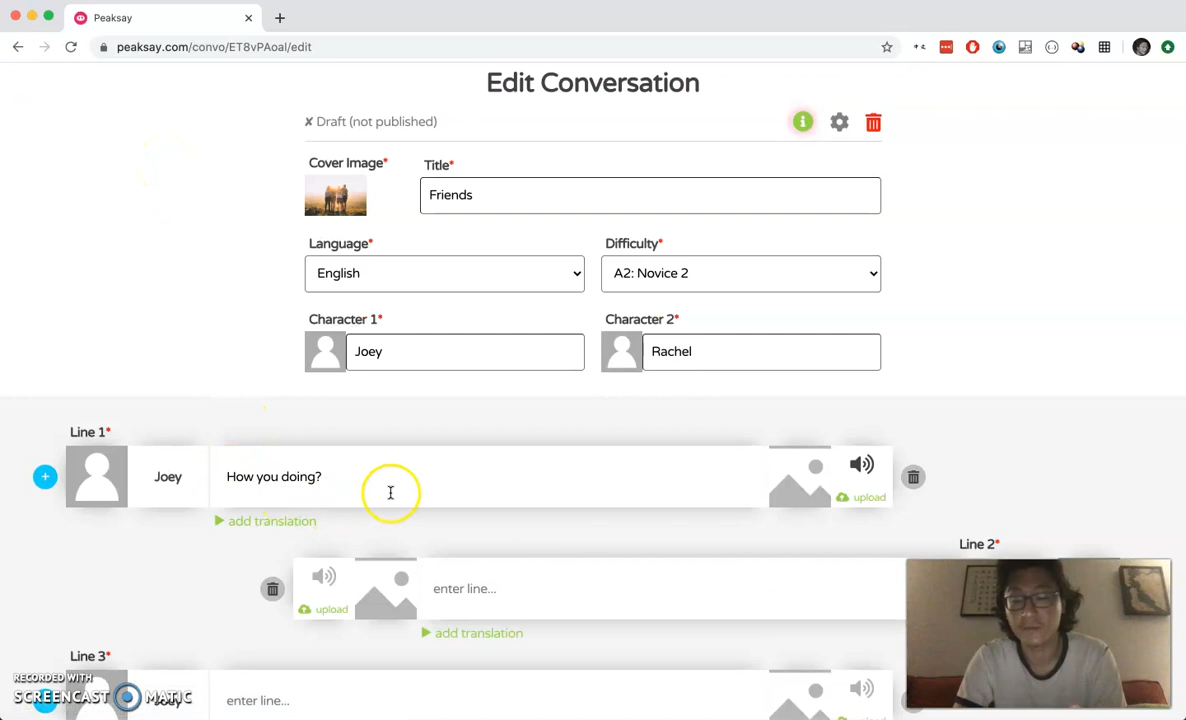 Peaksay
peaksay.com/convo/ET8vPAoal/edit
Edit Conversation
✘ Draft (not published)
Cover Image*
Title*
Friends
Language*
Difficulty*
English
A2: Novice 2
Character 1*
Character 2*
Joey
Rachel
Line 1*
Joey
How you doing?
upload
add translation
Line 2*
enter line...
upload
add translation
Line 3*
enter line...
RECORDED WITH
SCREENCAST MATIC